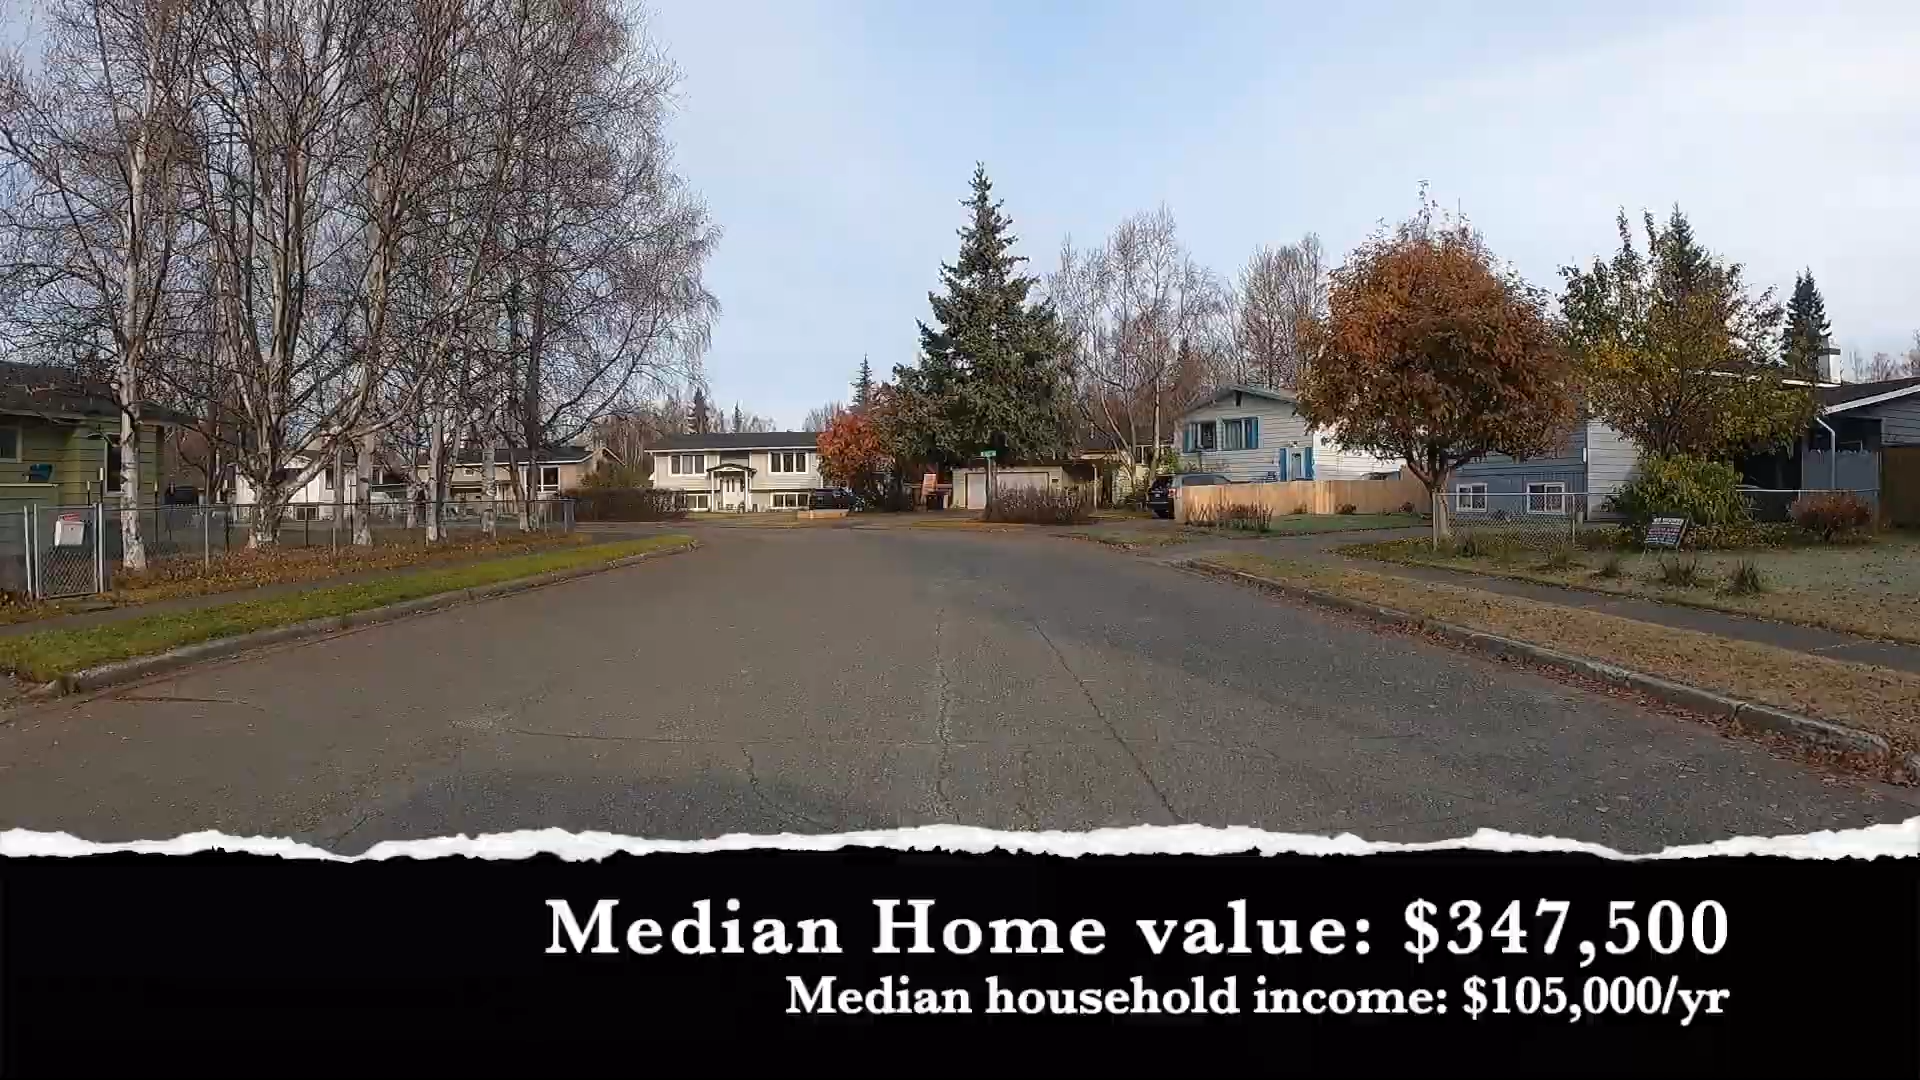 Median Home value: $347,500
Median household income: $105,000/yr